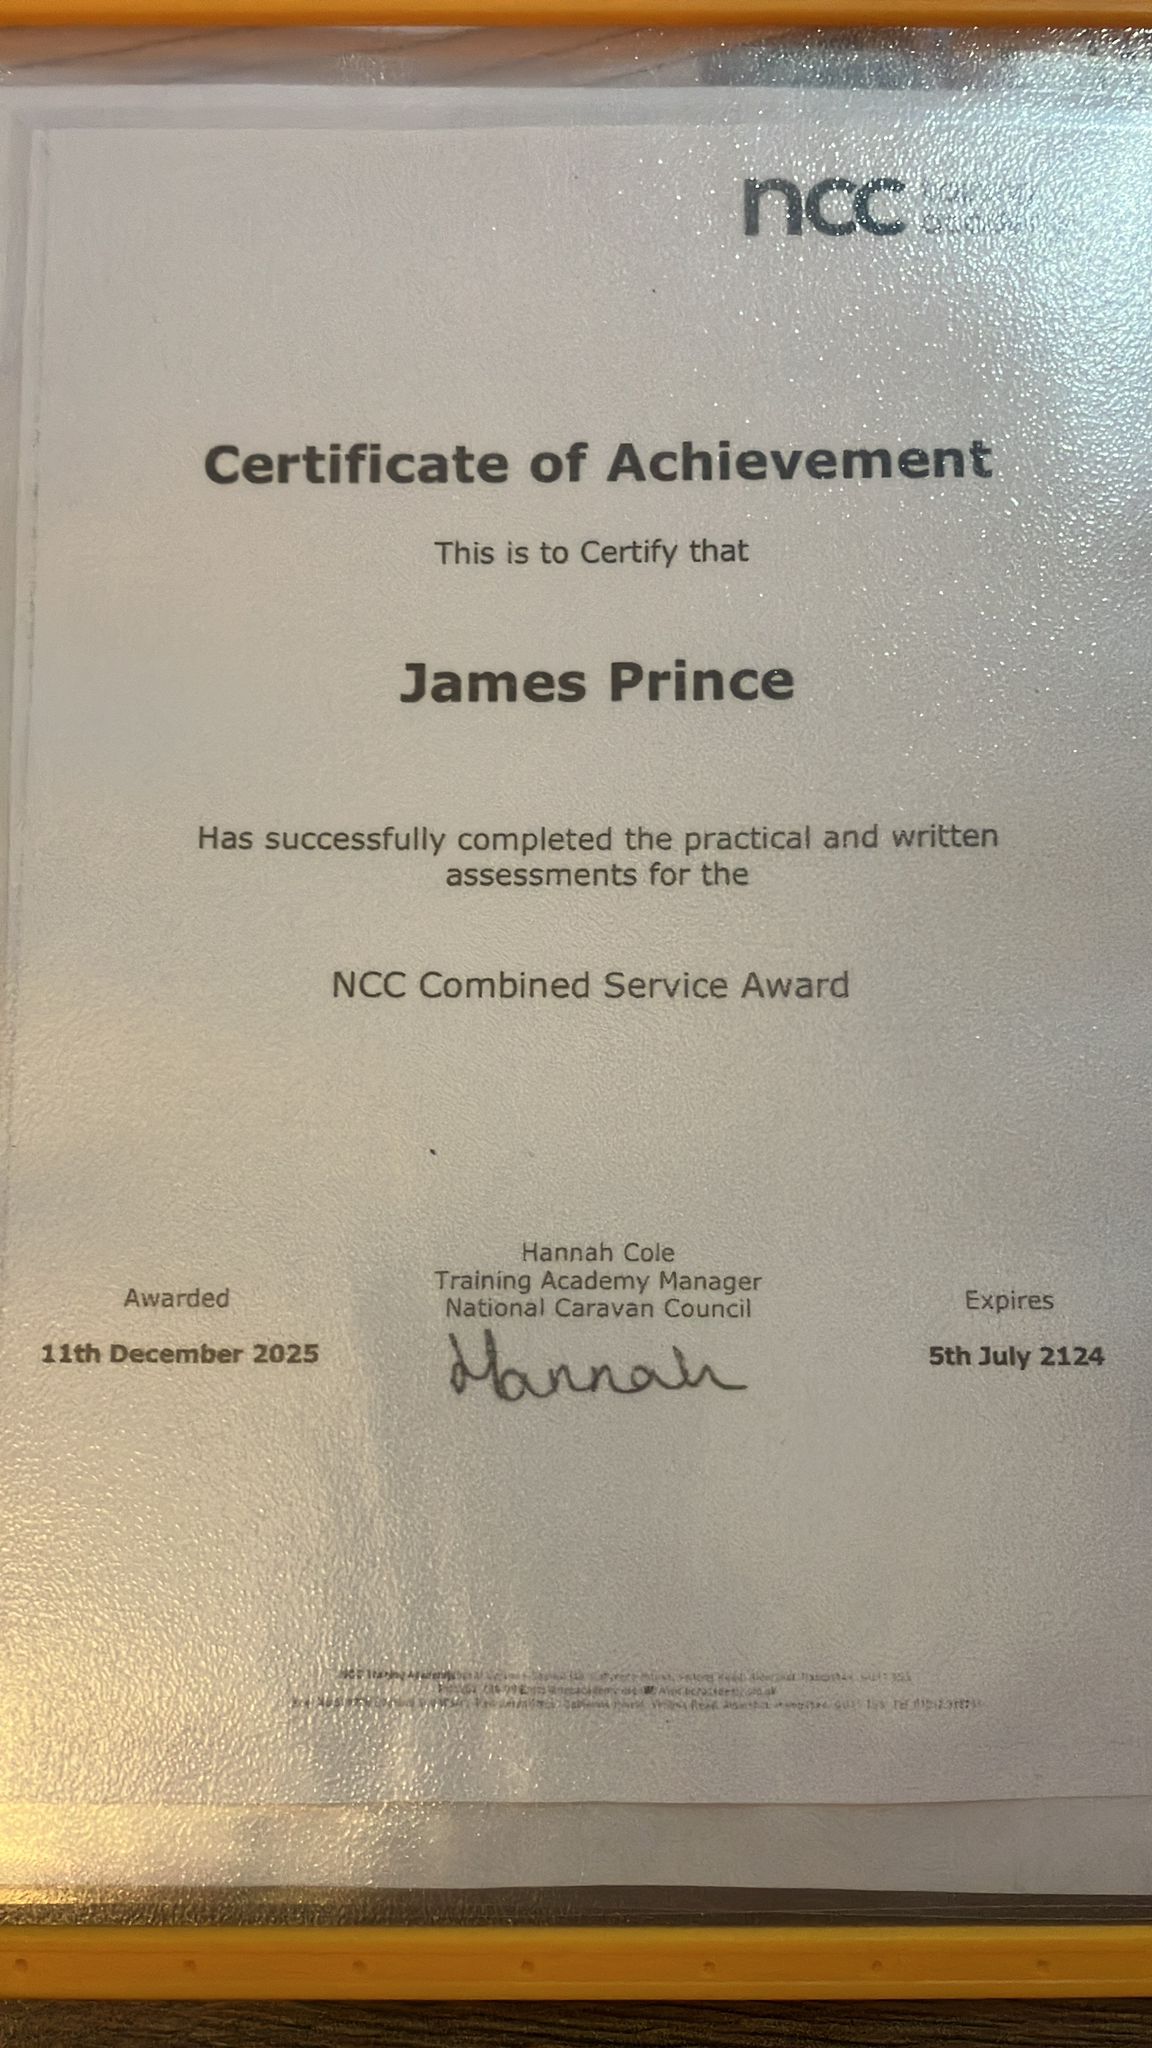 ncc
Certificate of Achievement
This is to Certify that
James Prince
Has successfully completed the practical and written
assessments for the
NCC Combined Service Award
Hannah Cole
Training Academy Manager
National Caravan Council
Awarded
11th December 2025
Expires
5th July 2124
Hannah